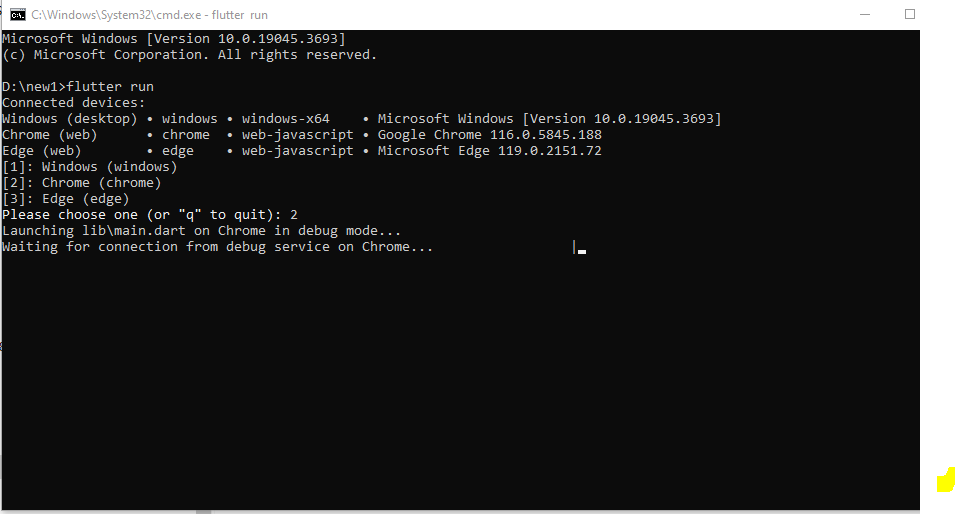 C:\Windows\System32\cmd.exe - flutter run
Microsoft Windows [Version 10.0.19045.3693]
(c) Microsoft Corporation. All rights reserved.
D:\new1>flutter run
Connected devices:
Windows (desktop) • windows • windows-x64    • Microsoft Windows [Version 10.0.19045.3693]
Chrome (web)      • chrome  • web-javascript • Google Chrome 116.0.5845.188
Edge (web)        • edge    • web-javascript • Microsoft Edge 119.0.2151.72
[1]: Windows (windows)
[2]: Chrome (chrome)
[3]: Edge (edge)
Please choose one (or "q" to quit): 2
Launching lib\main.dart on Chrome in debug mode...
Waiting for connection from debug service on Chrome...                  |